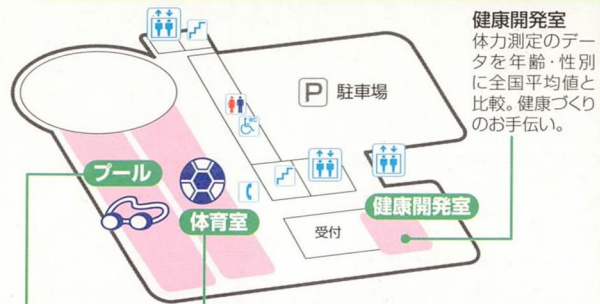 健康開発室
体力測定のデー
タを年齢・性別
に全国平均値と
比較。健康づくり
のお手伝い。
P 駐車場
WC
プール
体育室
健康開発室
受付